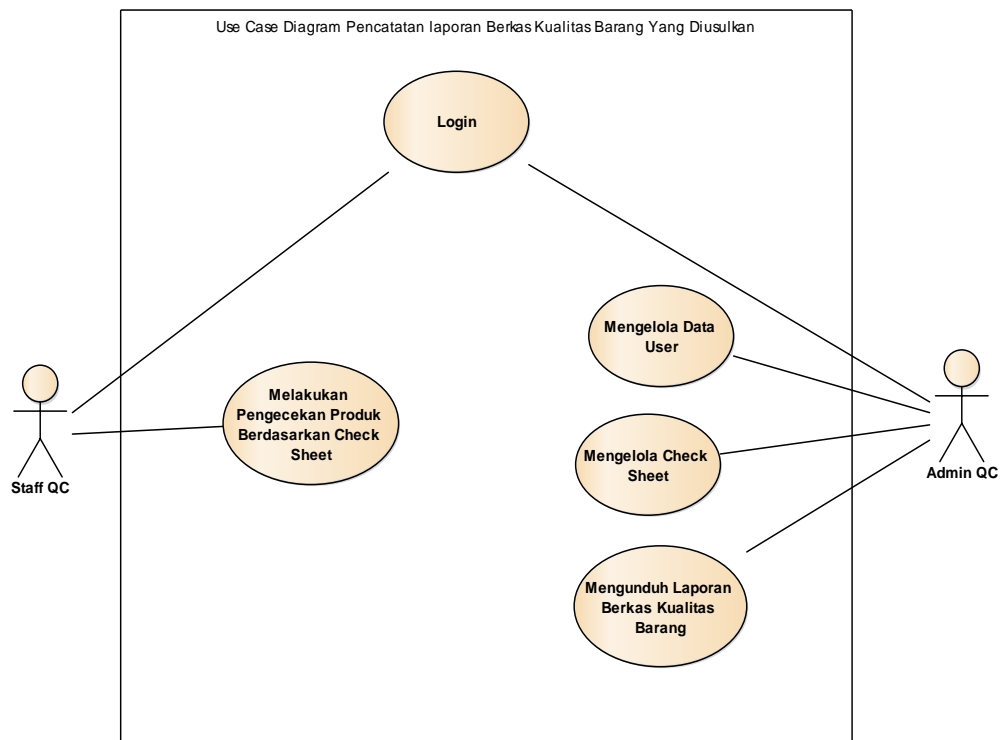 Use Case Diagram Pencatatan laporan Berkas Kualitas Barang Yang Diusulkan
Login
Mengelola Data
User
Melakukan
Pengecekan Produk
Berdasarkan Check
Sheet
Mengelola Check
Sheet
Staff QC
Admin QC
Mengunduh Laporan
Berkas Kualitas
Barang